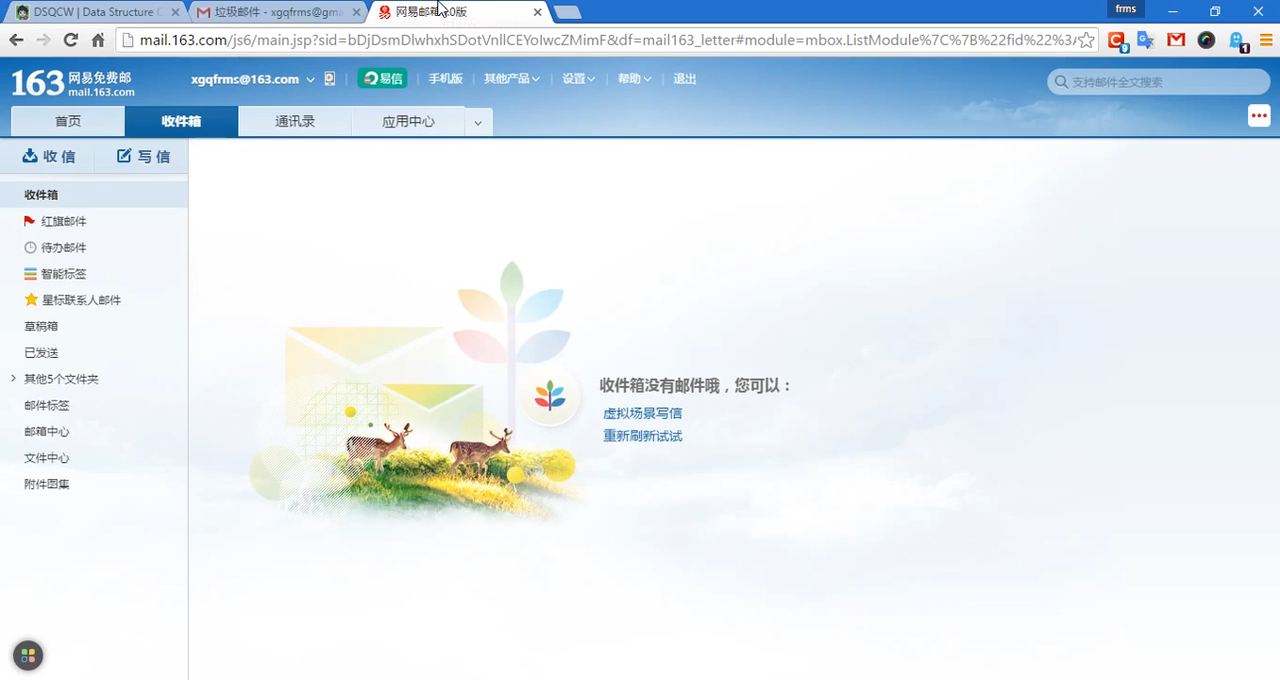 DSQCW | Data Structure
垃圾邮件 - xgqfrms@gma
网易邮箱6.0版
frms
mail.163.com/js6/main.jsp?sid=bDjDsmDlwhxhSDotVnllCEYolwcZMimF&df=mail163_letter#module=mbox.ListModule%7C%7B%22fid%22%3
9
1
163 网易免费邮
mail.163.com
xgqfrms@163.com
易信
手机版
其他产品
设置
帮助
退出
支持邮件全文搜索
首页
收件箱
通讯录
应用中心
收信
写信
收件箱
红旗邮件
待办邮件
智能标签
星标联系人邮件
草稿箱
已发送
其他5个文件夹
邮件标签
邮箱中心
文件中心
附件图集
收件箱没有邮件哦，您可以：
虚拟场景写信
重新刷新试试